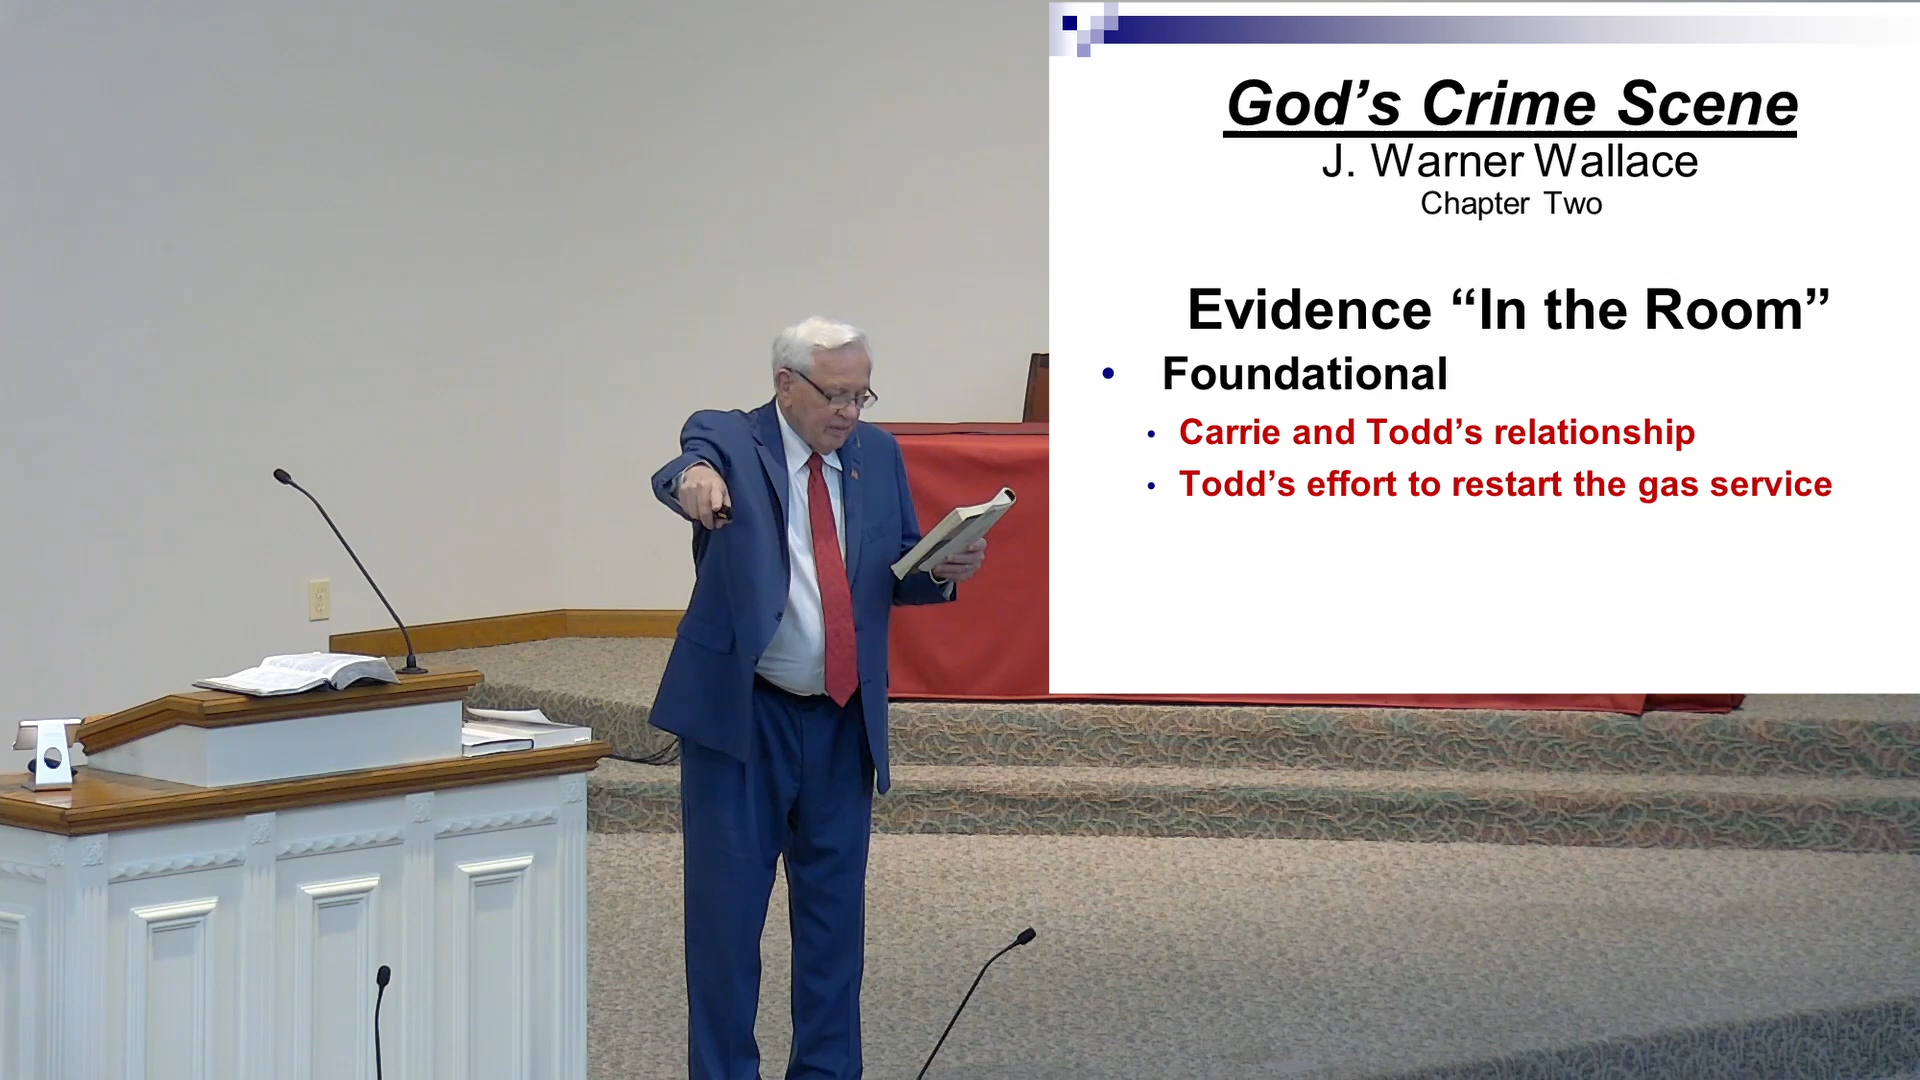 God’s Crime Scene
J. Warner Wallace
Chapter Two
Evidence “In the Room”
• Foundational
• Carrie and Todd’s relationship
• Todd’s effort to restart the gas service